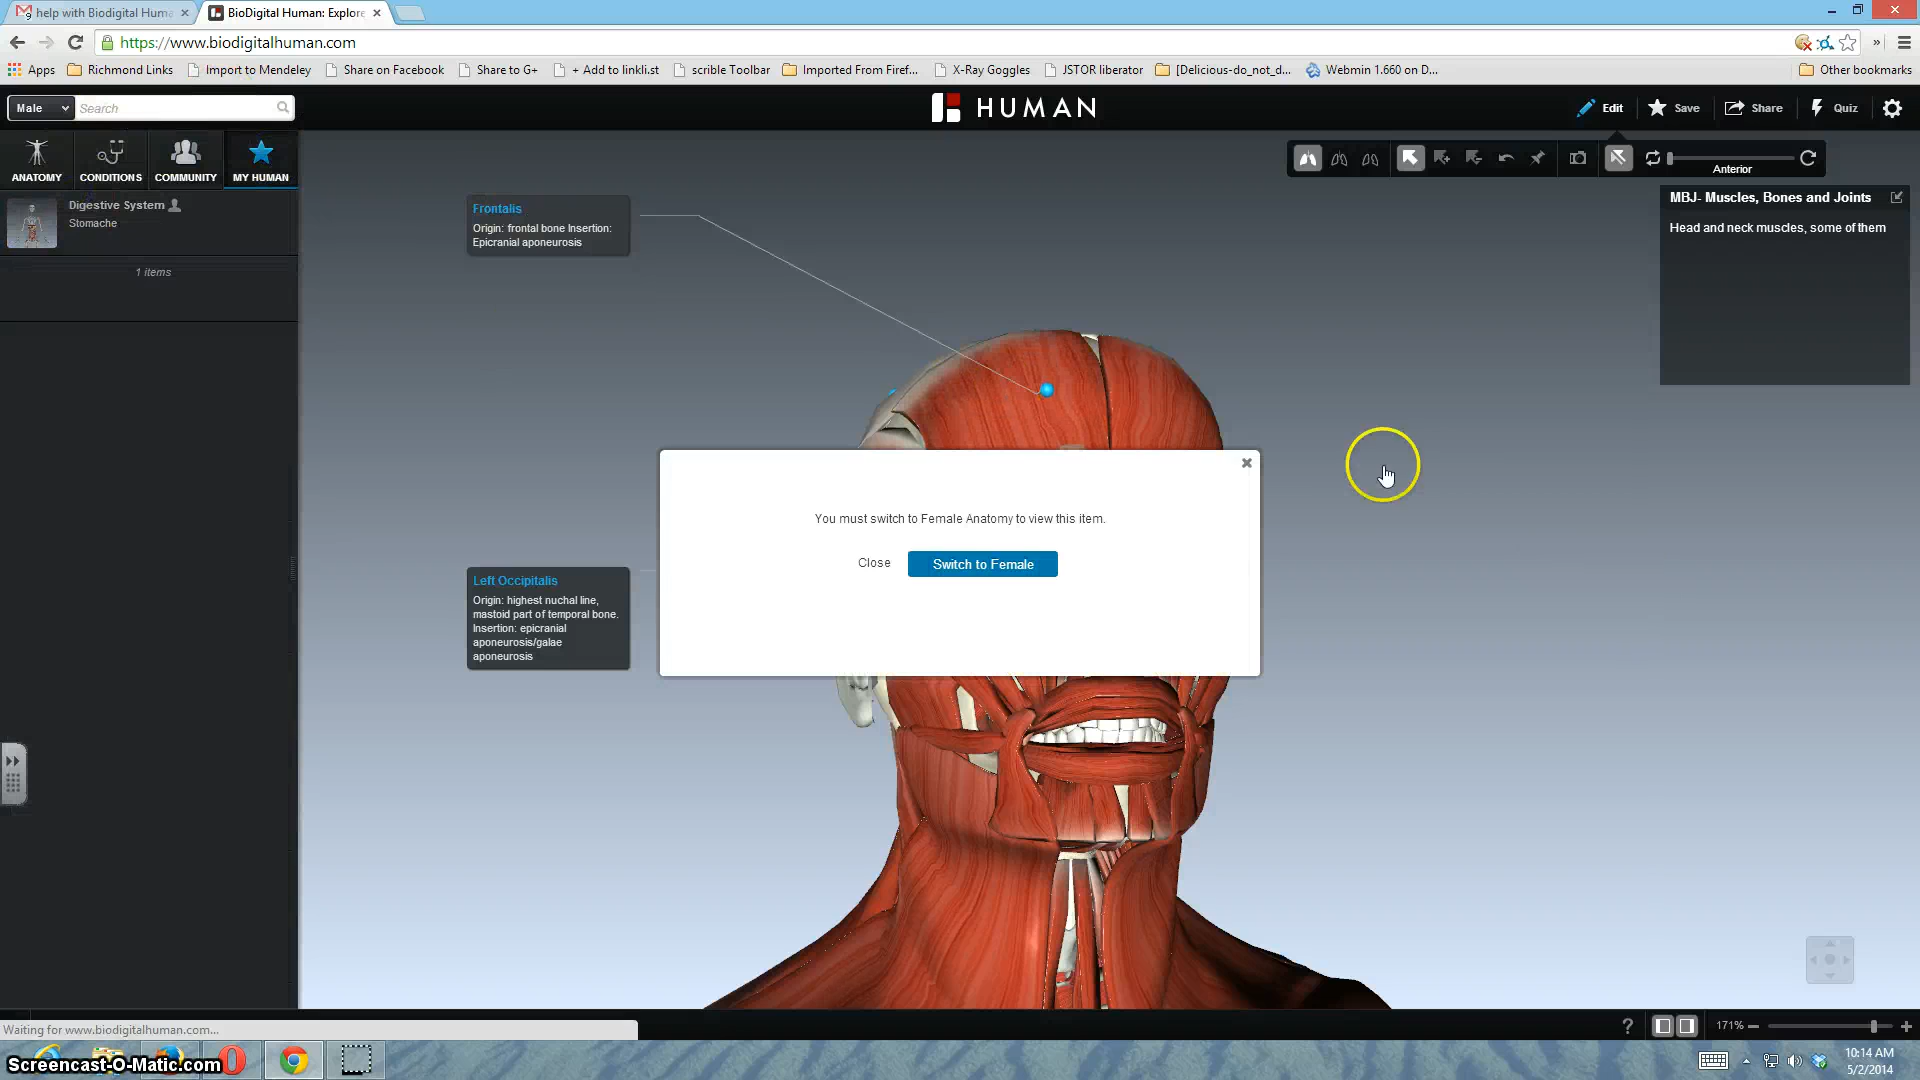 help with Biodigital Huma
BioDigital Human: Explore
https://www.biodigitalhuman.com
Apps
Richmond Links
Import to Mendeley
Share on Facebook
Share to G+
+ Add to linkli.st
scrible Toolbar
Imported From Firef...
X-Ray Goggles
JSTOR liberator
[Delicious-do_not_d...
Webmin 1.660 on D...
Other bookmarks
Male
Search
HUMAN
Edit
Save
Share
Quiz
ANATOMY
CONDITIONS
COMMUNITY
MY HUMAN
Anterior
Digestive System
Stomache
1 items
Frontalis
Origin: frontal bone Insertion:
Epicranial aponeurosis
MBJ- Muscles, Bones and Joints
Head and neck muscles, some of them
You must switch to Female Anatomy to view this item.
Close
Switch to Female
Left Occipitalis
Origin: highest nuchal line,
mastoid part of temporal bone.
Insertion: epicranial
aponeurosis/galae
aponeurosis
Waiting for www.biodigitalhuman.com...
?
171%
Screencast-O-Matic.com
10:14 AM
5/2/2014